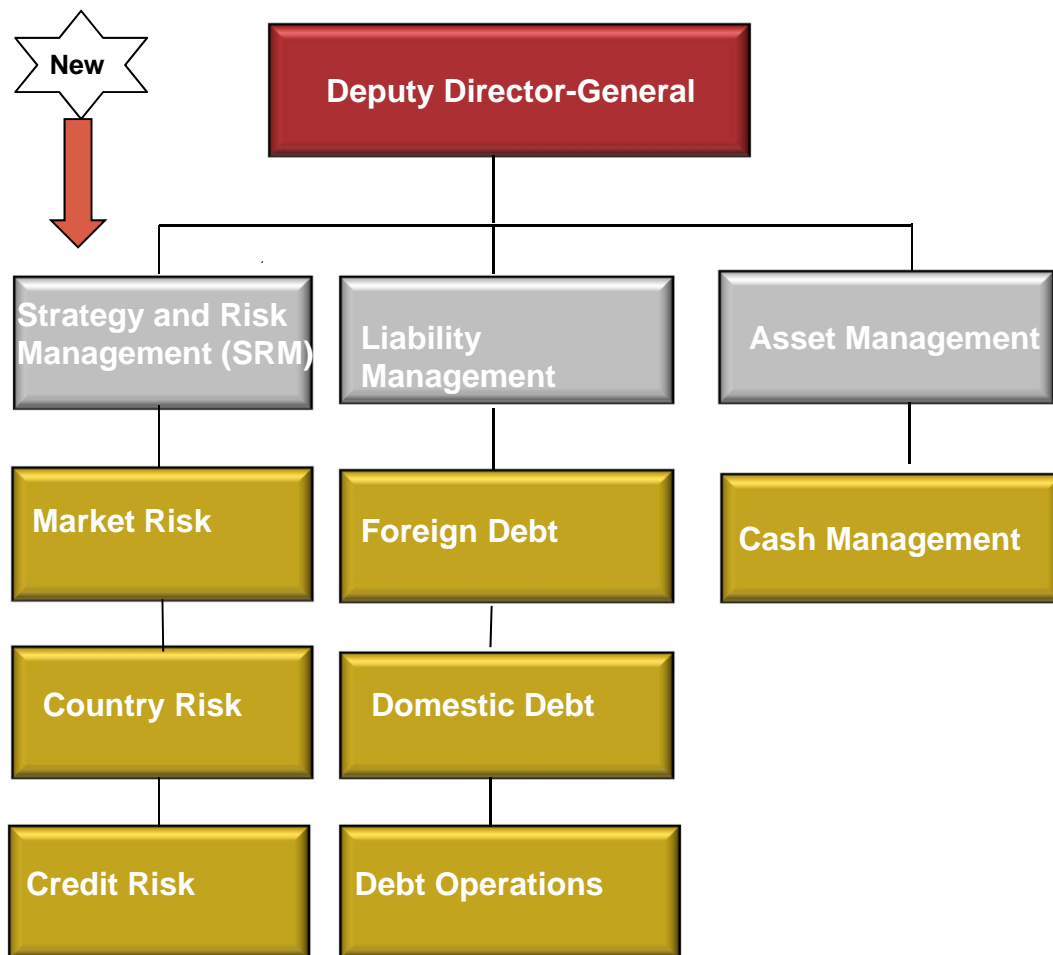 New
Deputy Director-General
Strategy and Risk
Management (SRM)
Liability
Management
Asset Management
Market Risk
Foreign Debt
Cash Management
Country Risk
Domestic Debt
Credit Risk
Debt Operations